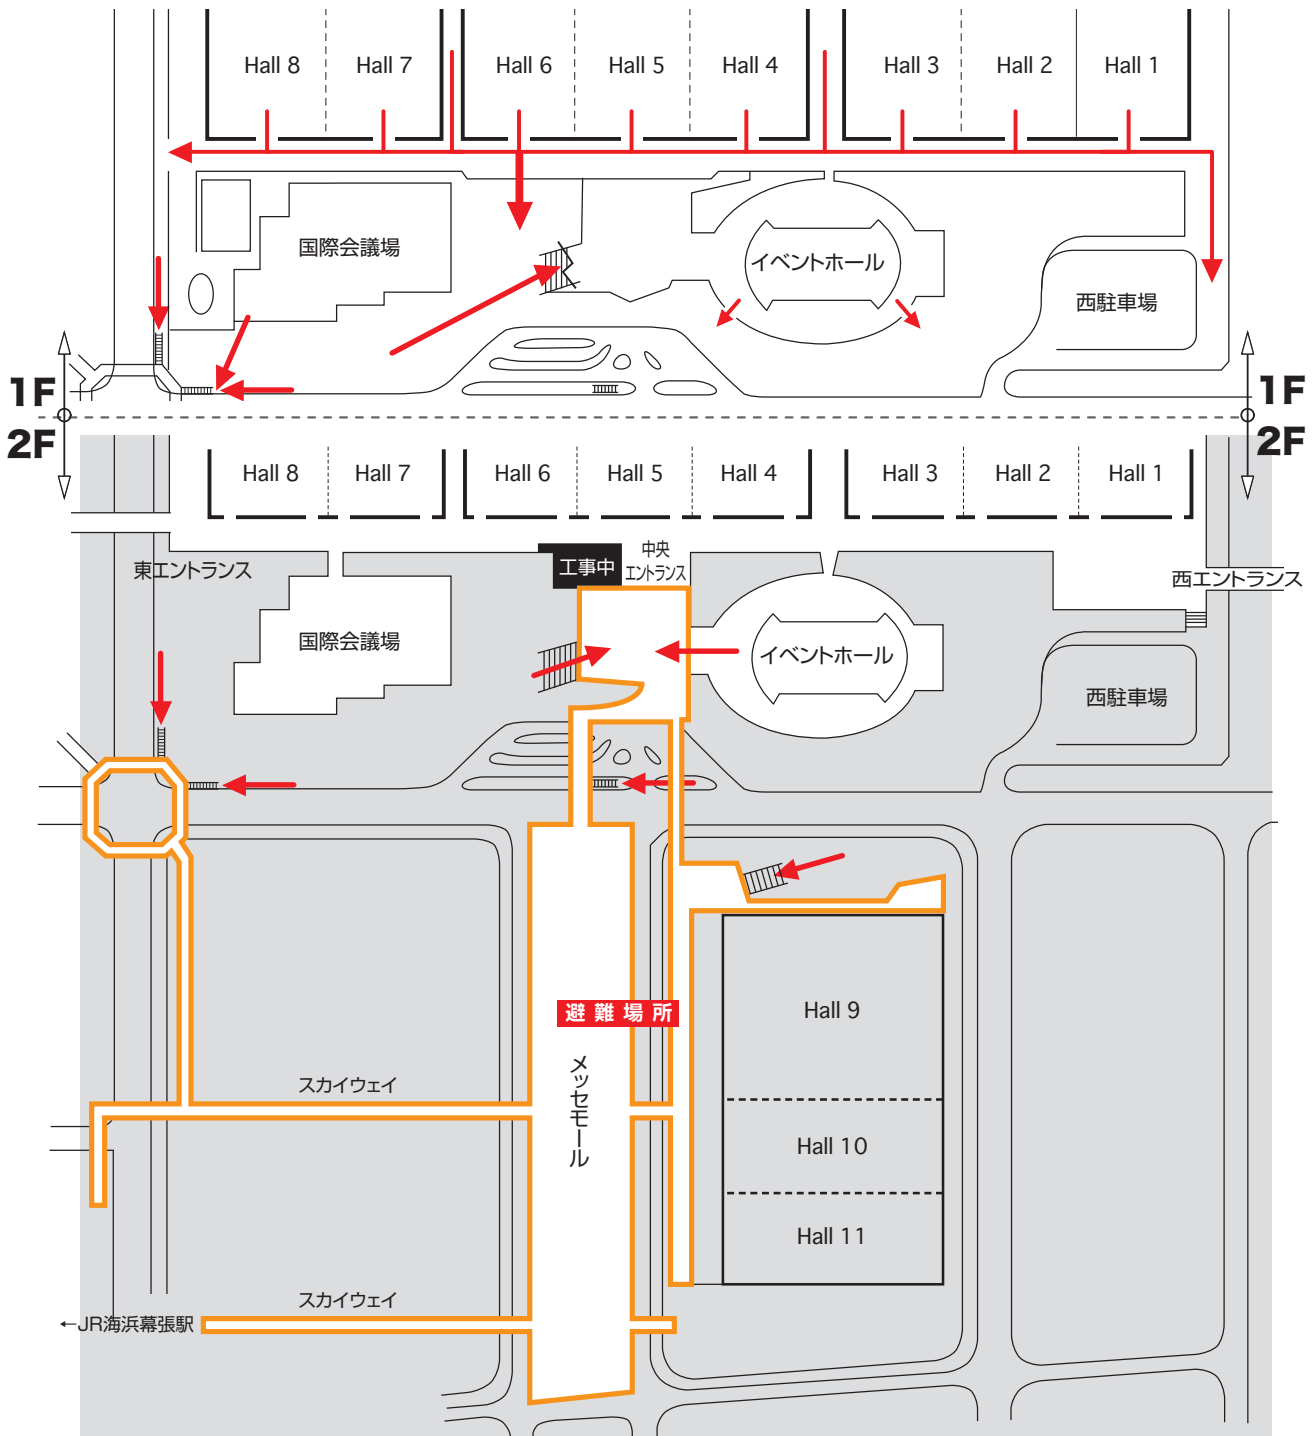 Hall 8
Hall 7
Hall 6
Hall 5
Hall 4
Hall 3
Hall 2
Hall 1
国際会議場
イベントホール
西駐車場
1F
1F
2F
2F
Hall 8
Hall 7
Hall 6
Hall 5
Hall 4
Hall 3
Hall 2
Hall 1
東エントランス
工事中
中央
エントランス
西エントランス
国際会議場
イベントホール
西駐車場
Hall 9
避難場所
メッセモール
スカイウェイ
Hall 10
Hall 11
スカイウェイ
←JR海浜幕張駅